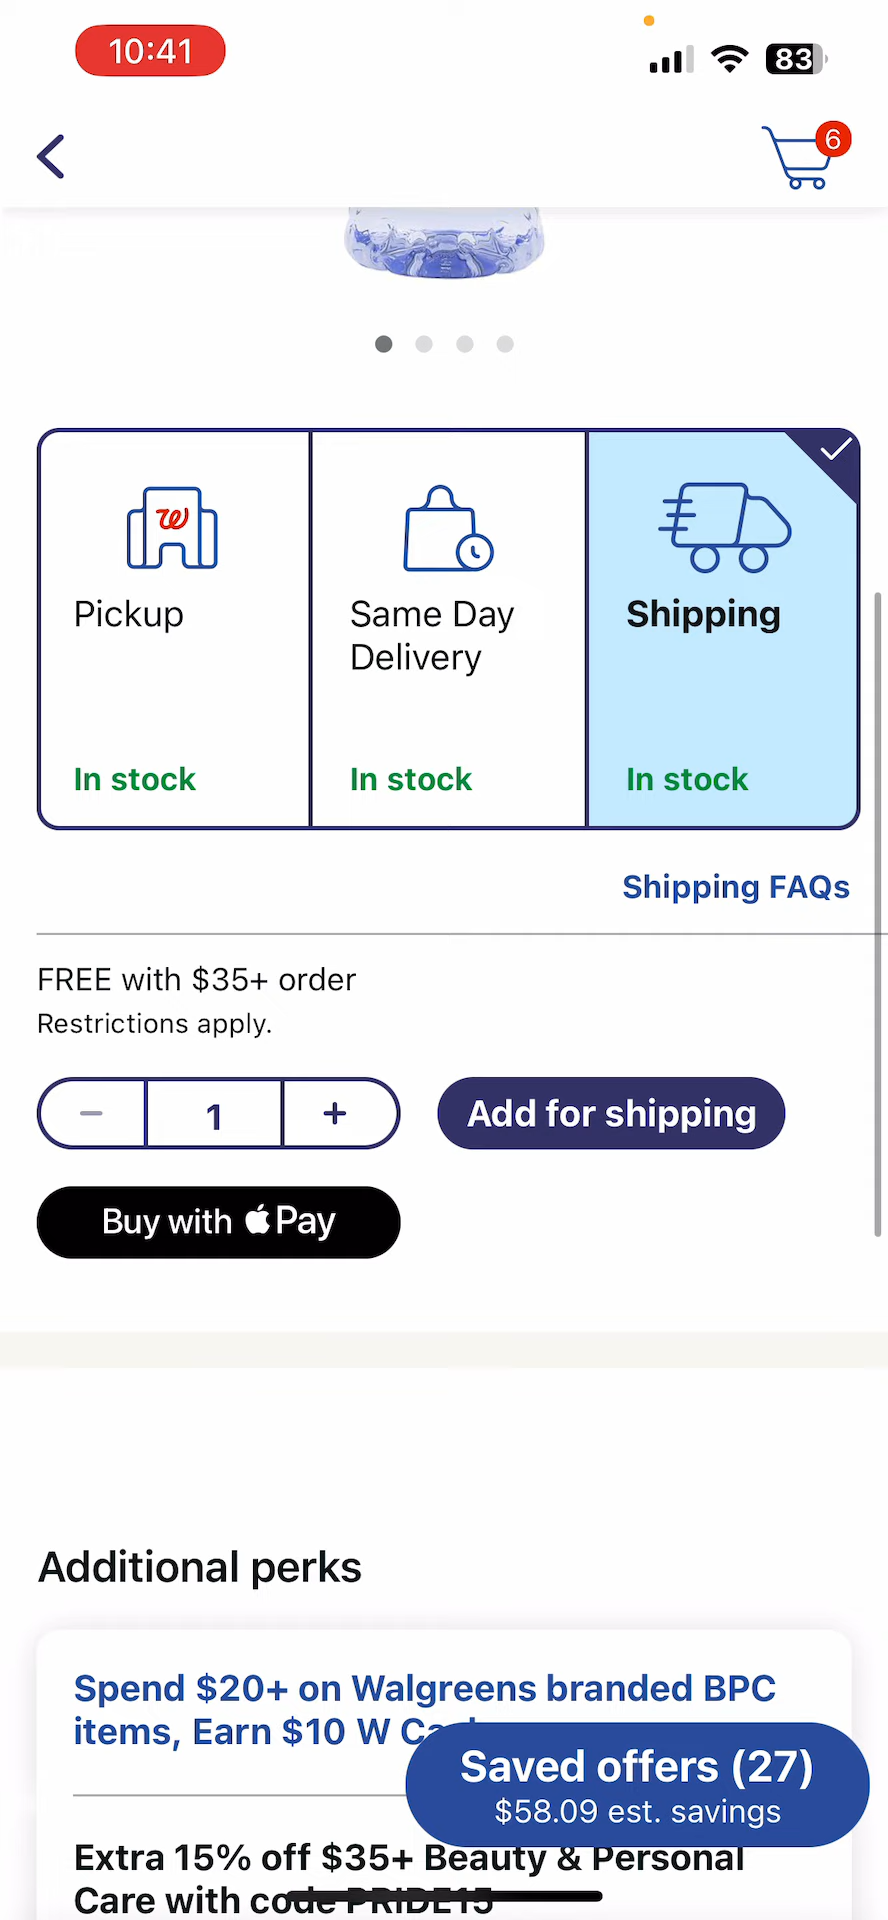 10:41
83
6
Pickup
In stock
Same Day
Delivery
In stock
Shipping
In stock
Shipping FAQs
FREE with $35+ order
Restrictions apply.
1
Add for shipping
Buy with Pay
Additional perks
Spend $20+ on Walgreens branded BPC
items, Earn $10 W
Saved offers (27)
$58.09 est. savings
Extra 15% off $35+ Beauty & Personal
Care with code PRIDE15